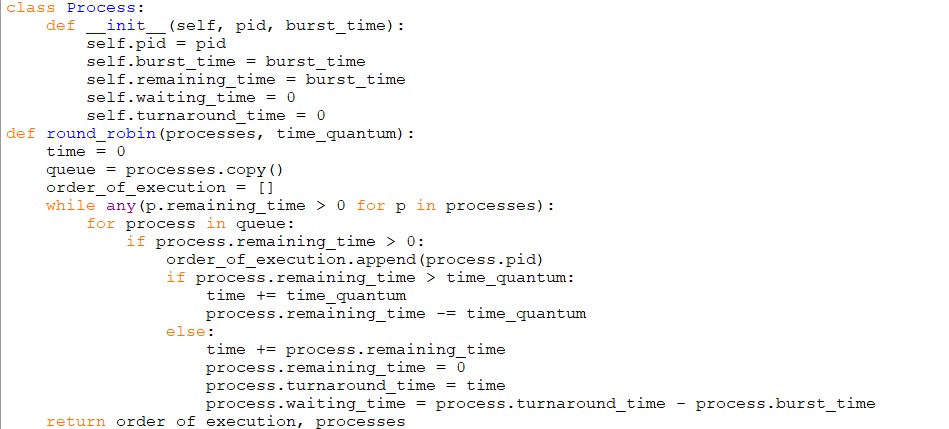 class Process:
    def __init__(self, pid, burst_time):
        self.pid = pid
        self.burst_time = burst_time
        self.remaining_time = burst_time
        self.waiting_time = 0
        self.turnaround_time = 0
def round_robin(processes, time_quantum):
    time = 0
    queue = processes.copy()
    order_of_execution = []
    while any(p.remaining_time > 0 for p in processes):
        for process in queue:
            if process.remaining_time > 0:
                order_of_execution.append(process.pid)
                if process.remaining_time > time_quantum:
                    time += time_quantum
                    process.remaining_time -= time_quantum
                else:
                    time += process.remaining_time
                    process.remaining_time = 0
                    process.turnaround_time = time
                    process.waiting_time = process.turnaround_time - process.burst_time
    return order_of_execution, processes